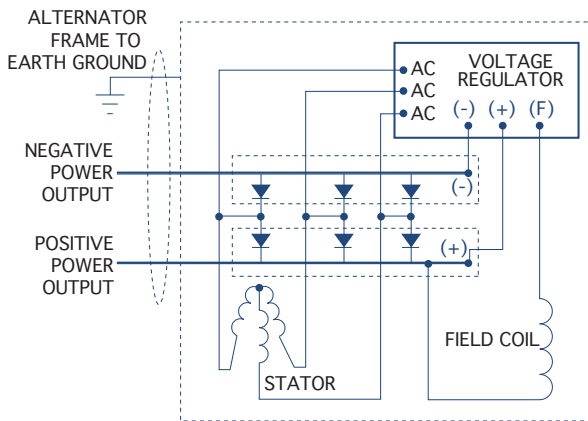 ALTERNATOR
FRAME TO
EARTH GROUND
AC
AC
AC
VOLTAGE
REGULATOR
(-) (+) (F)
NEGATIVE
POWER
OUTPUT
(-)
POSITIVE
POWER
OUTPUT
(+)
FIELD COIL
STATOR